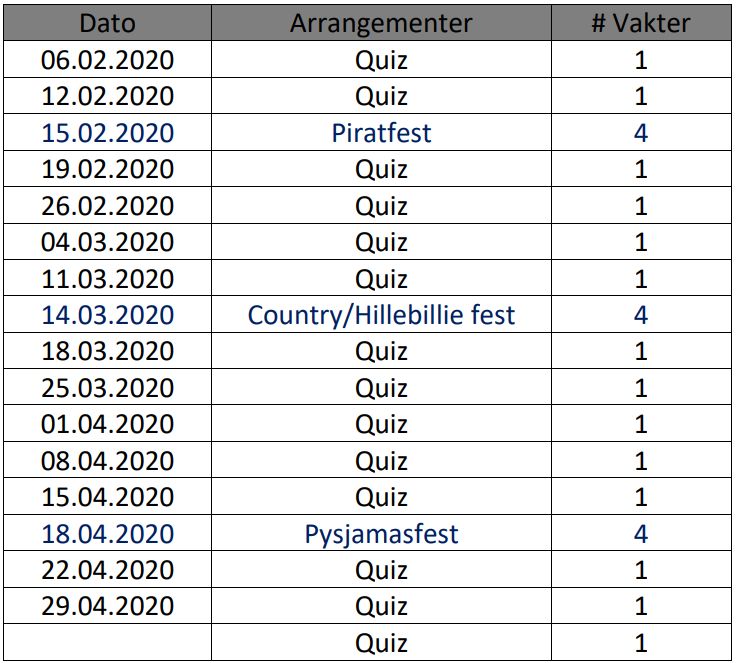 Dato Arrangementer # Vakter
06.02.2020 Quiz 1
12.02.2020 Quiz 1
15.02.2020 Piratfest 4
19.02.2020 Quiz 1
26.02.2020 Quiz 1
04.03.2020 Quiz 1
11.03.2020 Quiz 1
14.03.2020 Country/Hillebillie fest 4
18.03.2020 Quiz 1
25.03.2020 Quiz 1
01.04.2020 Quiz 1
08.04.2020 Quiz 1
15.04.2020 Quiz 1
18.04.2020 Pysjamasfest 4
22.04.2020 Quiz 1
29.04.2020 Quiz 1
Quiz 1